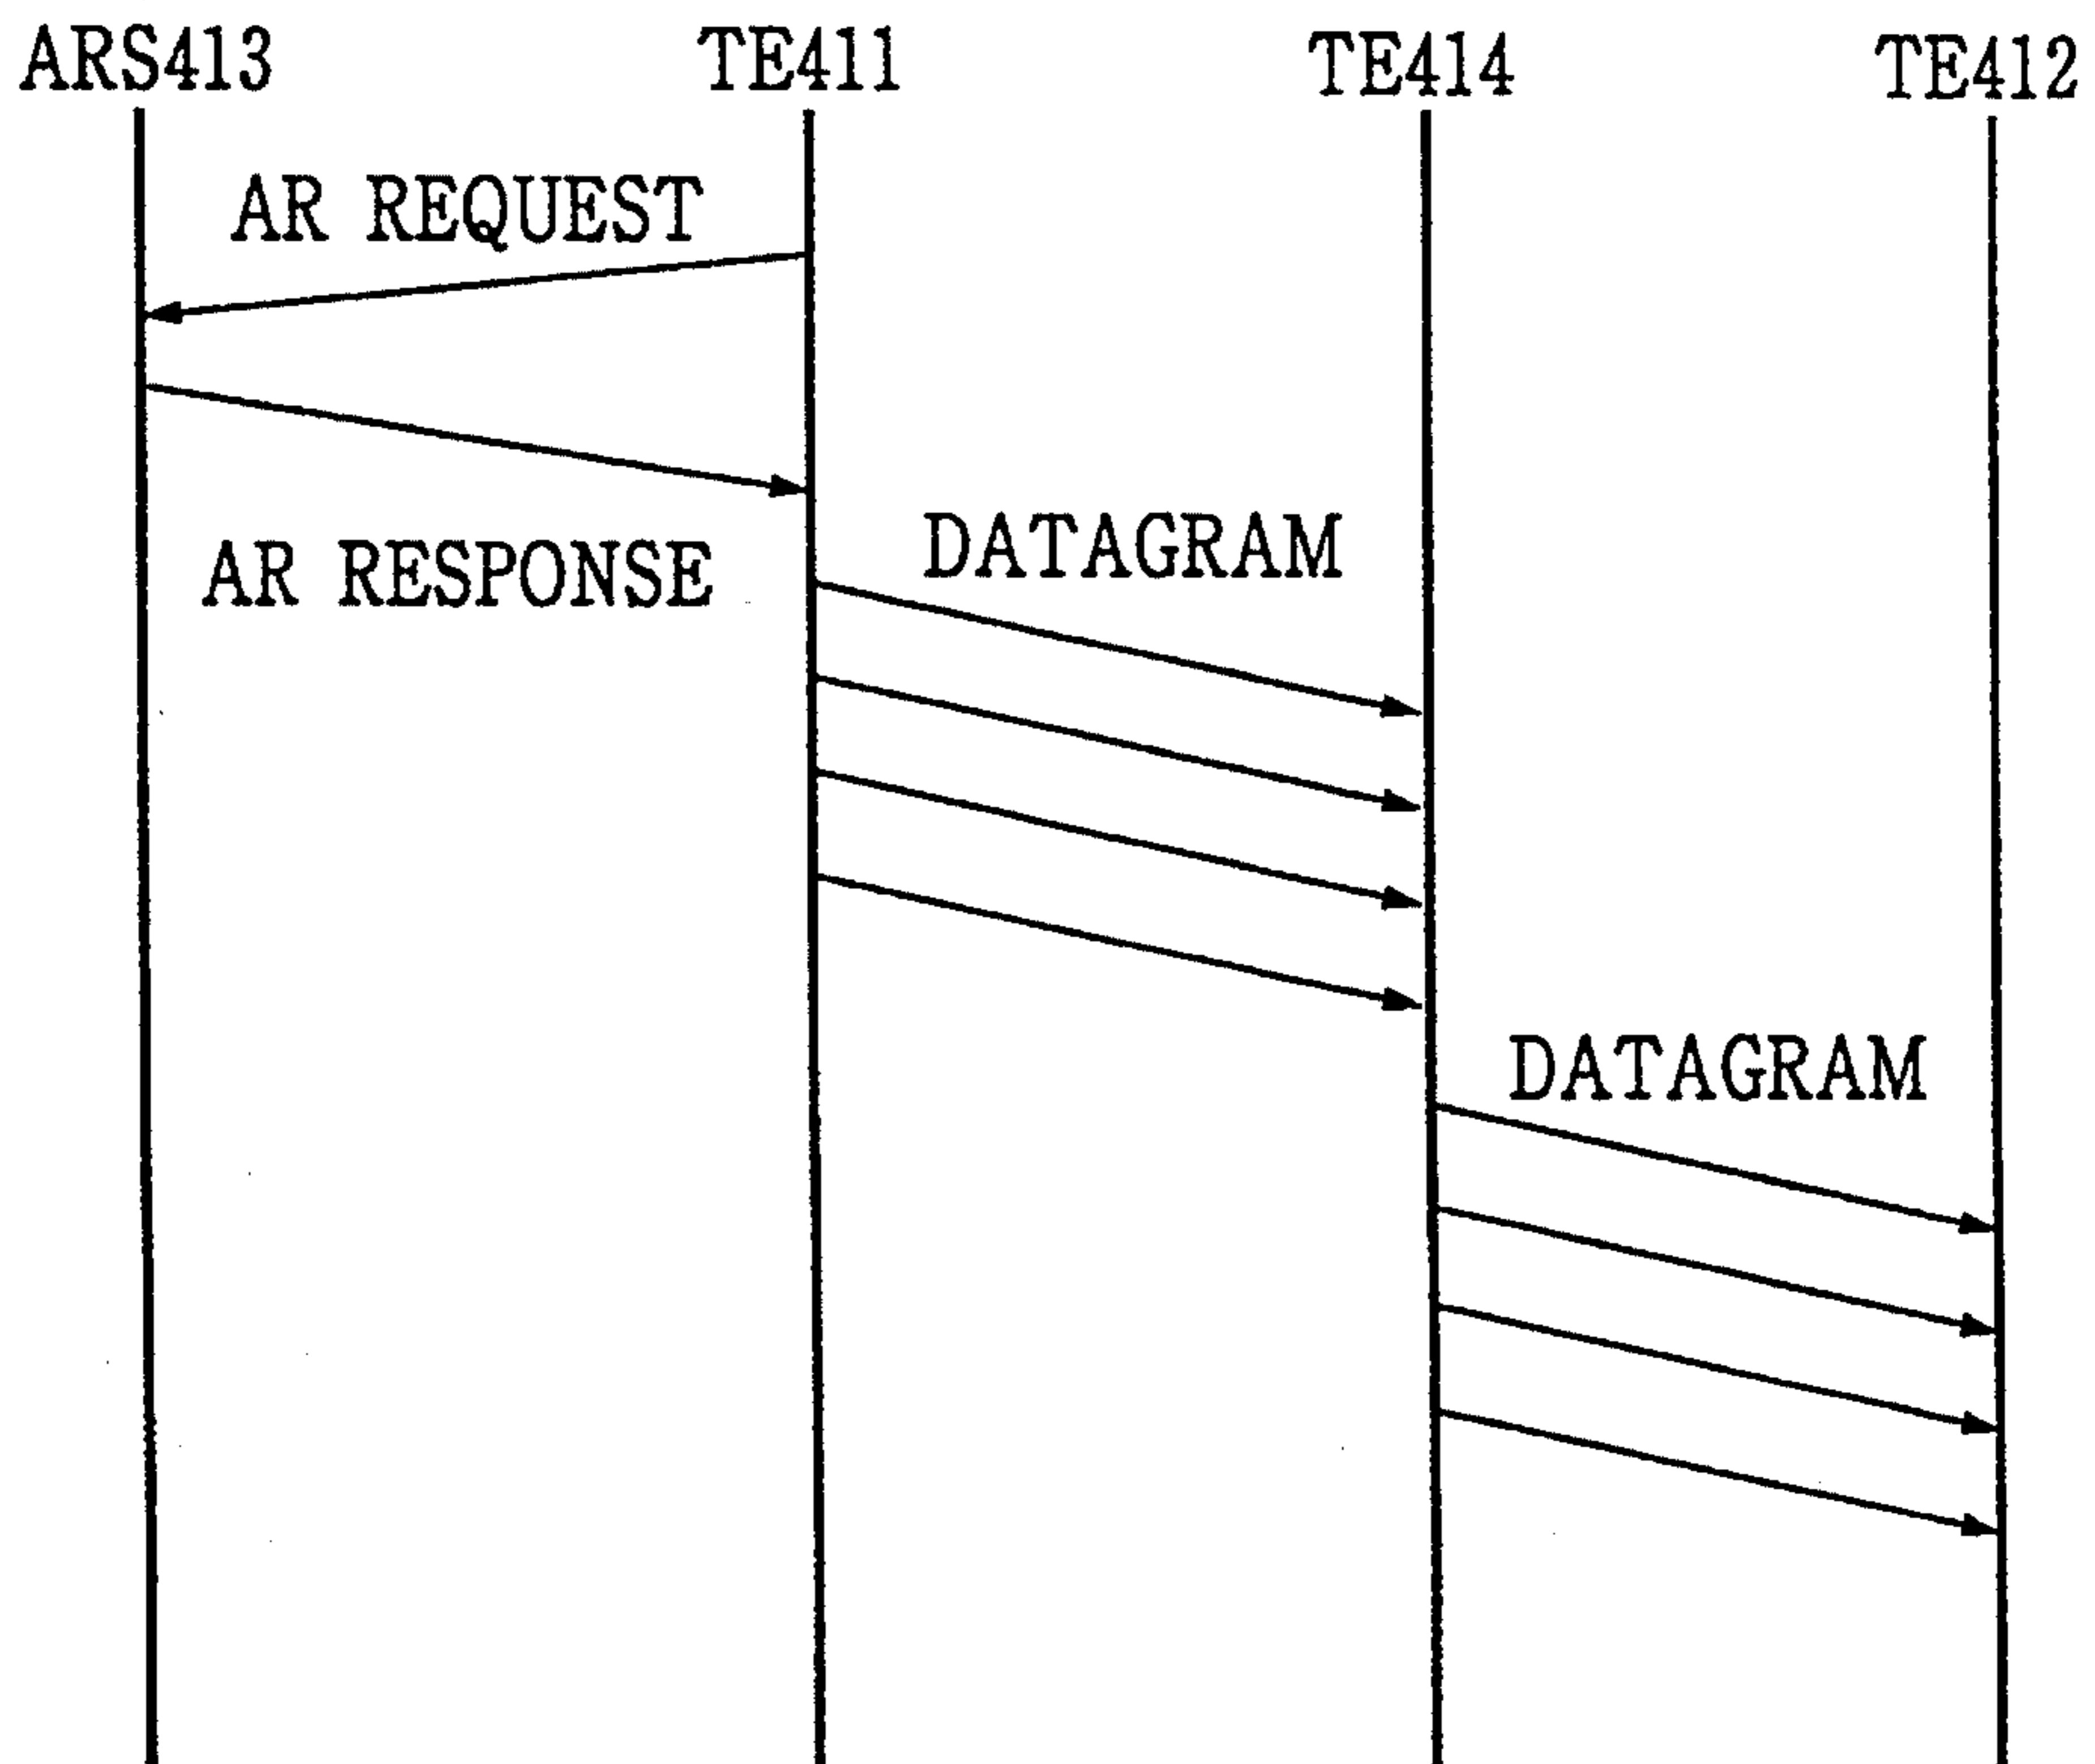 ARS413
TE411
TE414
TE412
AR REQUEST
AR RESPONSE
DATAGRAM
DATAGRAM